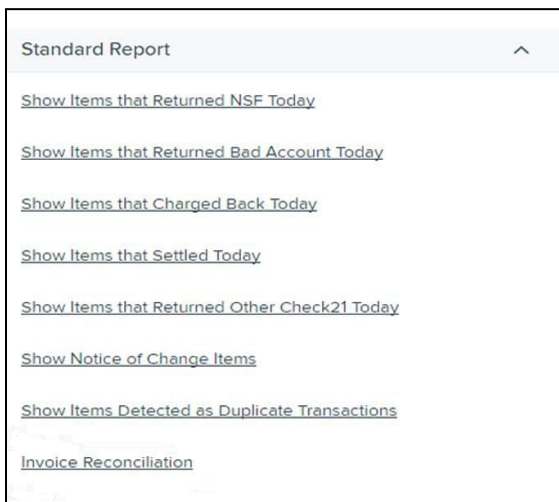 Standard Report
Show Items that Returned NSF Today
Show Items that Returned Bad Account Today
Show Items that Charged Back Today
Show Items that Settled Today
Show Items that Returned Other Check21 Today
Show Notice of Change Items
Show Items Detected as Duplicate Transactions
Invoice Reconciliation